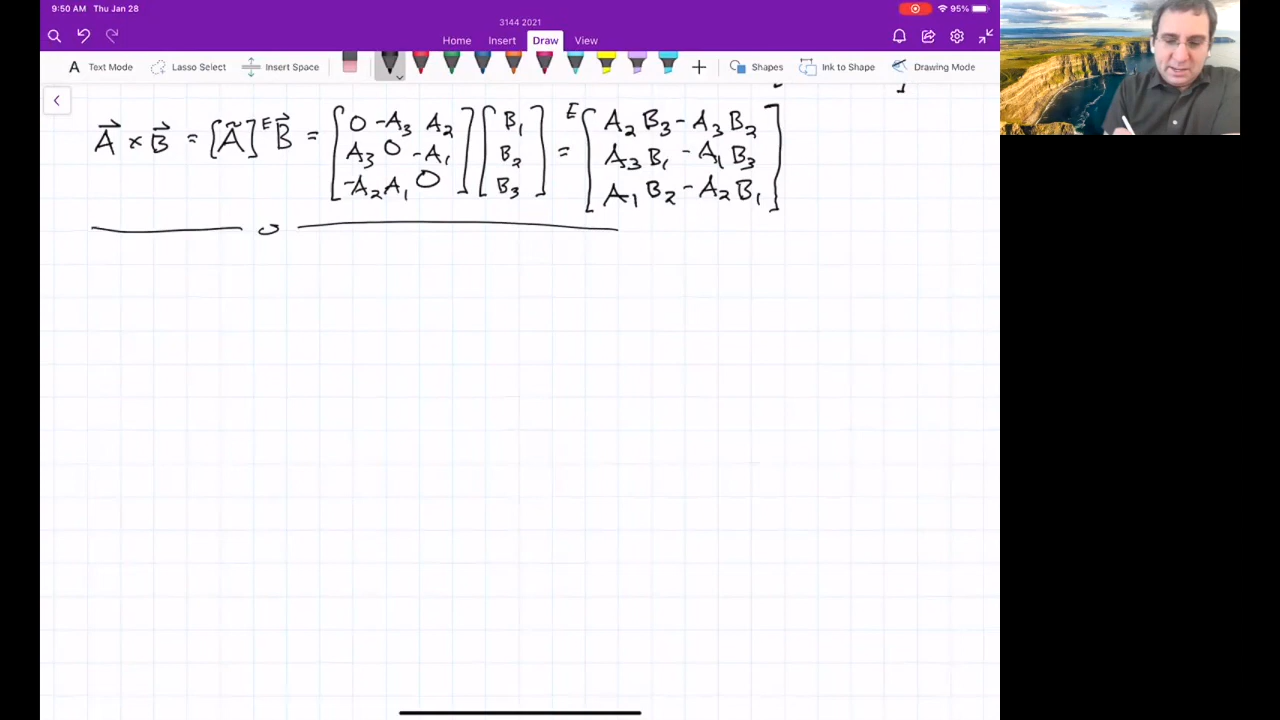 9:50 AM Thu Jan 28
95%
3144 2021
Home Insert Draw View
A Text Mode Lasso Select Insert Space Shapes Ink to Shape Drawing Mode
A⃗ × B⃗ = [Ã] ᴱB⃗ = [0 -A₃ A₂ [B₁ = ᴱ[A₂B₃ - A₃B₂
A₃ 0 -A₁ B₂ A₃B₁ - A₁B₃
-A₂ A₁ 0] B₃] A₁B₂ - A₂B₁]